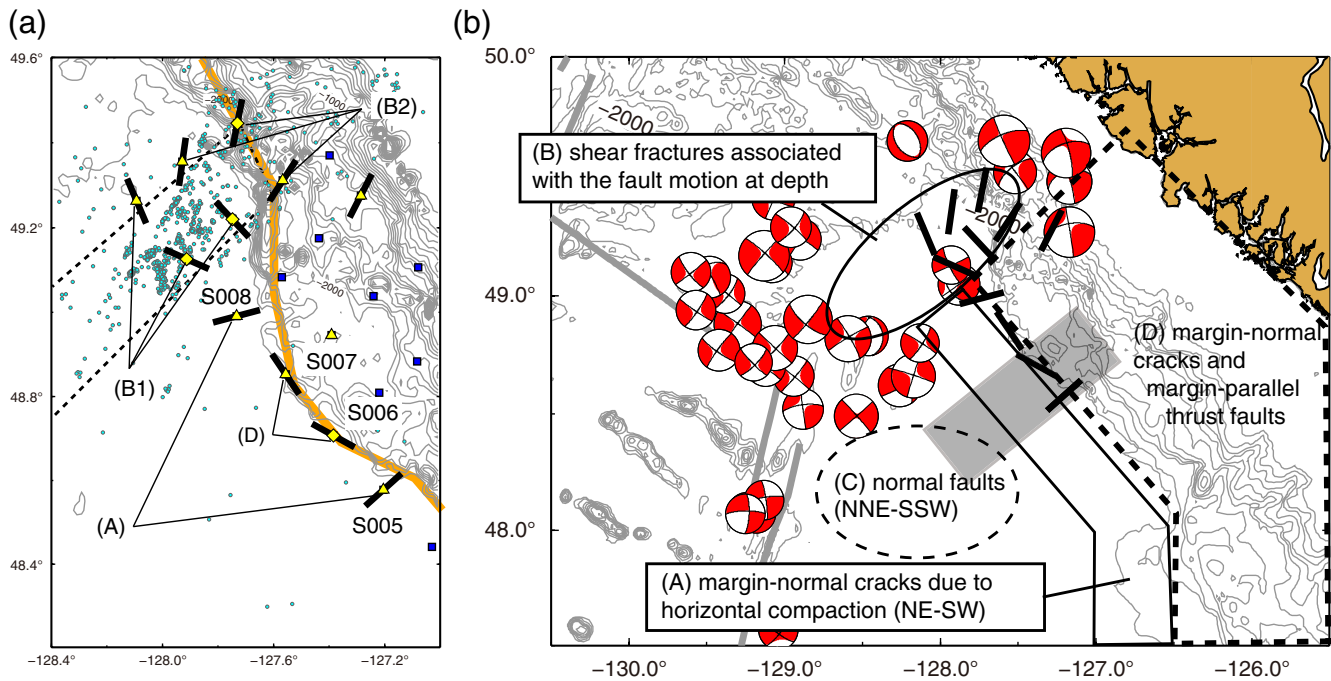 (a)
(b)
49.6°
49.2°
48.8°
48.4°
−128.4°
−128.0°
−127.6°
−127.2°
−2000
−1000
−2000
(B2)
S008
S007
(B1)
S006
(D)
(A)
S005
50.0°
49.0°
48.0°
−130.0°
−129.0°
−128.0°
−127.0°
−126.0°
−2000
−2000
(B) shear fractures associated
with the fault motion at depth
(D) margin-normal
cracks and
margin-parallel
thrust faults
(C) normal faults
(NNE-SSW)
(A) margin-normal cracks due to
horizontal compaction (NE-SW)